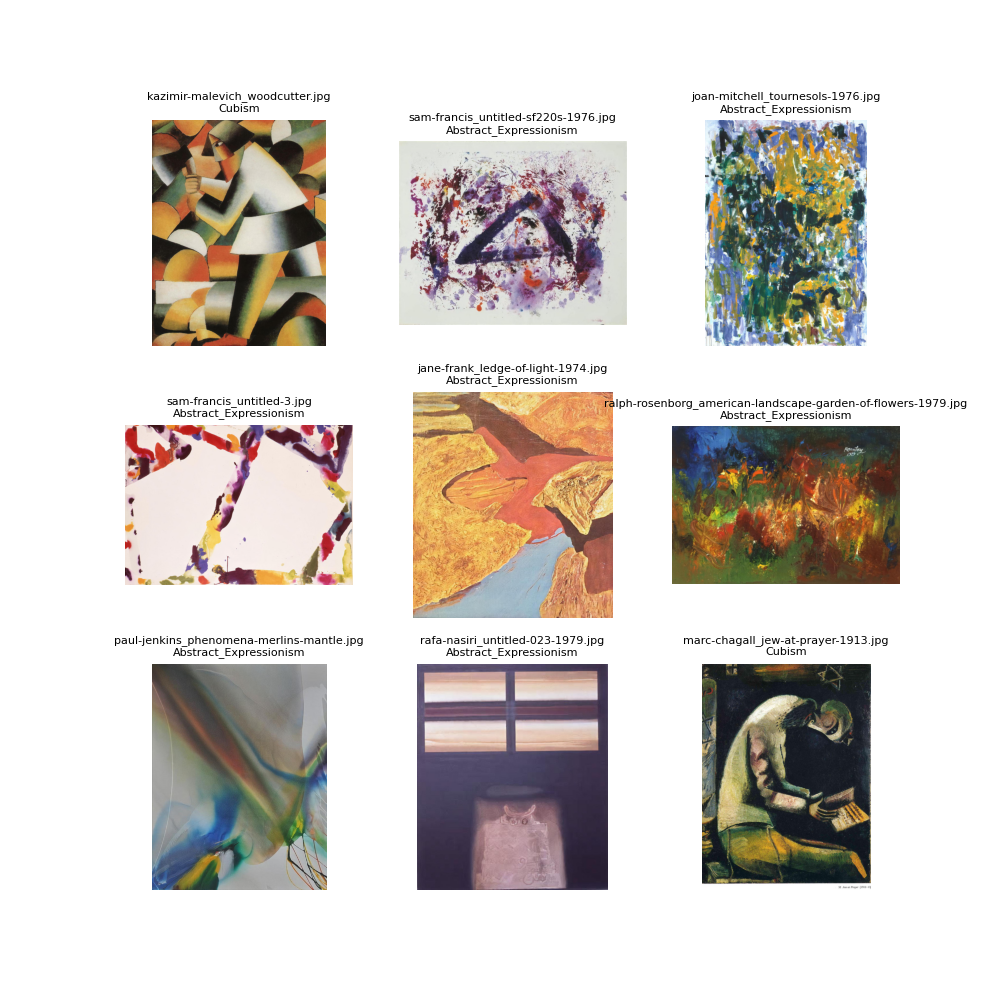 kazimir-malevich_woodcutter.jpg
Cubism
sam-francis_untitled-sf220s-1976.jpg
Abstract_Expressionism
joan-mitchell_tournesols-1976.jpg
Abstract_Expressionism
sam-francis_untitled-3.jpg
Abstract_Expressionism
jane-frank_ledge-of-light-1974.jpg
Abstract_Expressionism
ralph-rosenborg_american-landscape-garden-of-flowers-1979.jpg
Abstract_Expressionism
paul-jenkins_phenomena-merlins-mantle.jpg
Abstract_Expressionism
rafa-nasiri_untitled-023-1979.jpg
Abstract_Expressionism
marc-chagall_jew-at-prayer-1913.jpg
Cubism